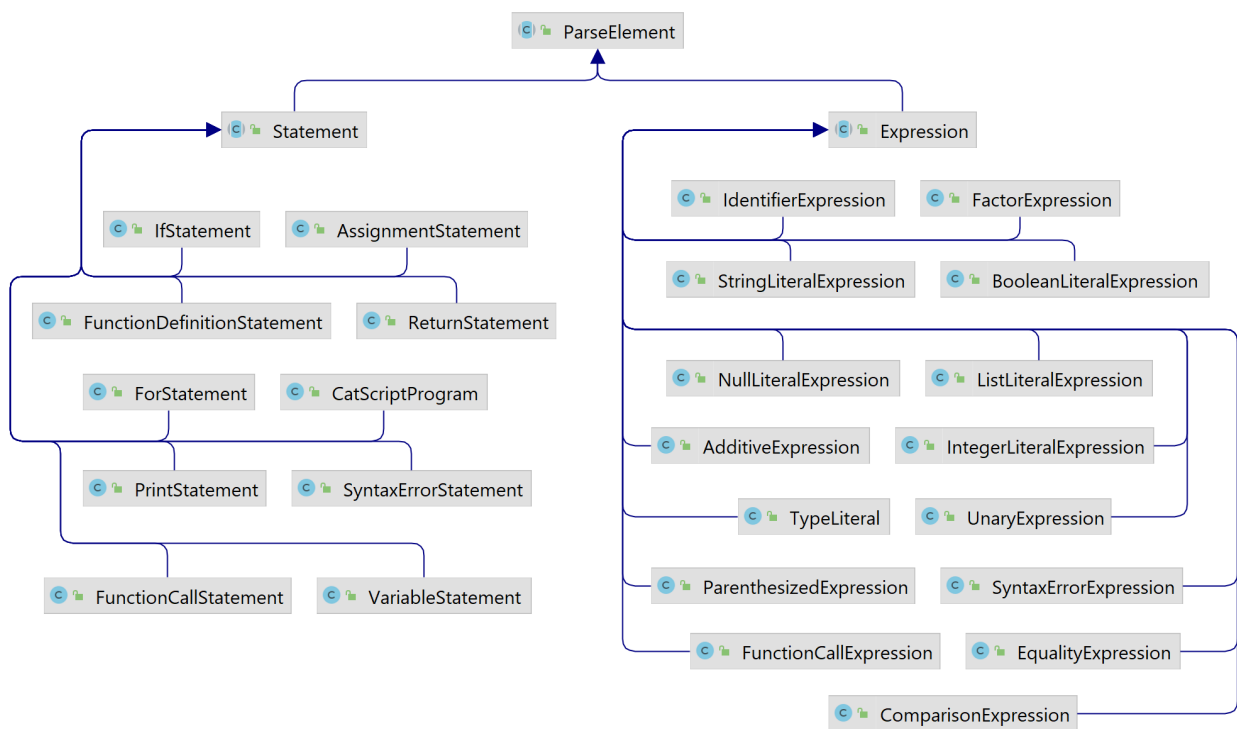 ParseElement
Statement
Expression
IdentifierExpression
FactorExpression
IfStatement
AssignmentStatement
StringLiteralExpression
BooleanLiteralExpression
FunctionDefinitionStatement
ReturnStatement
NullLiteralExpression
ListLiteralExpression
ForStatement
CatScriptProgram
AdditiveExpression
IntegerLiteralExpression
PrintStatement
SyntaxErrorStatement
TypeLiteral
UnaryExpression
FunctionCallStatement
VariableStatement
ParenthesizedExpression
SyntaxErrorExpression
FunctionCallExpression
EqualityExpression
ComparisonExpression